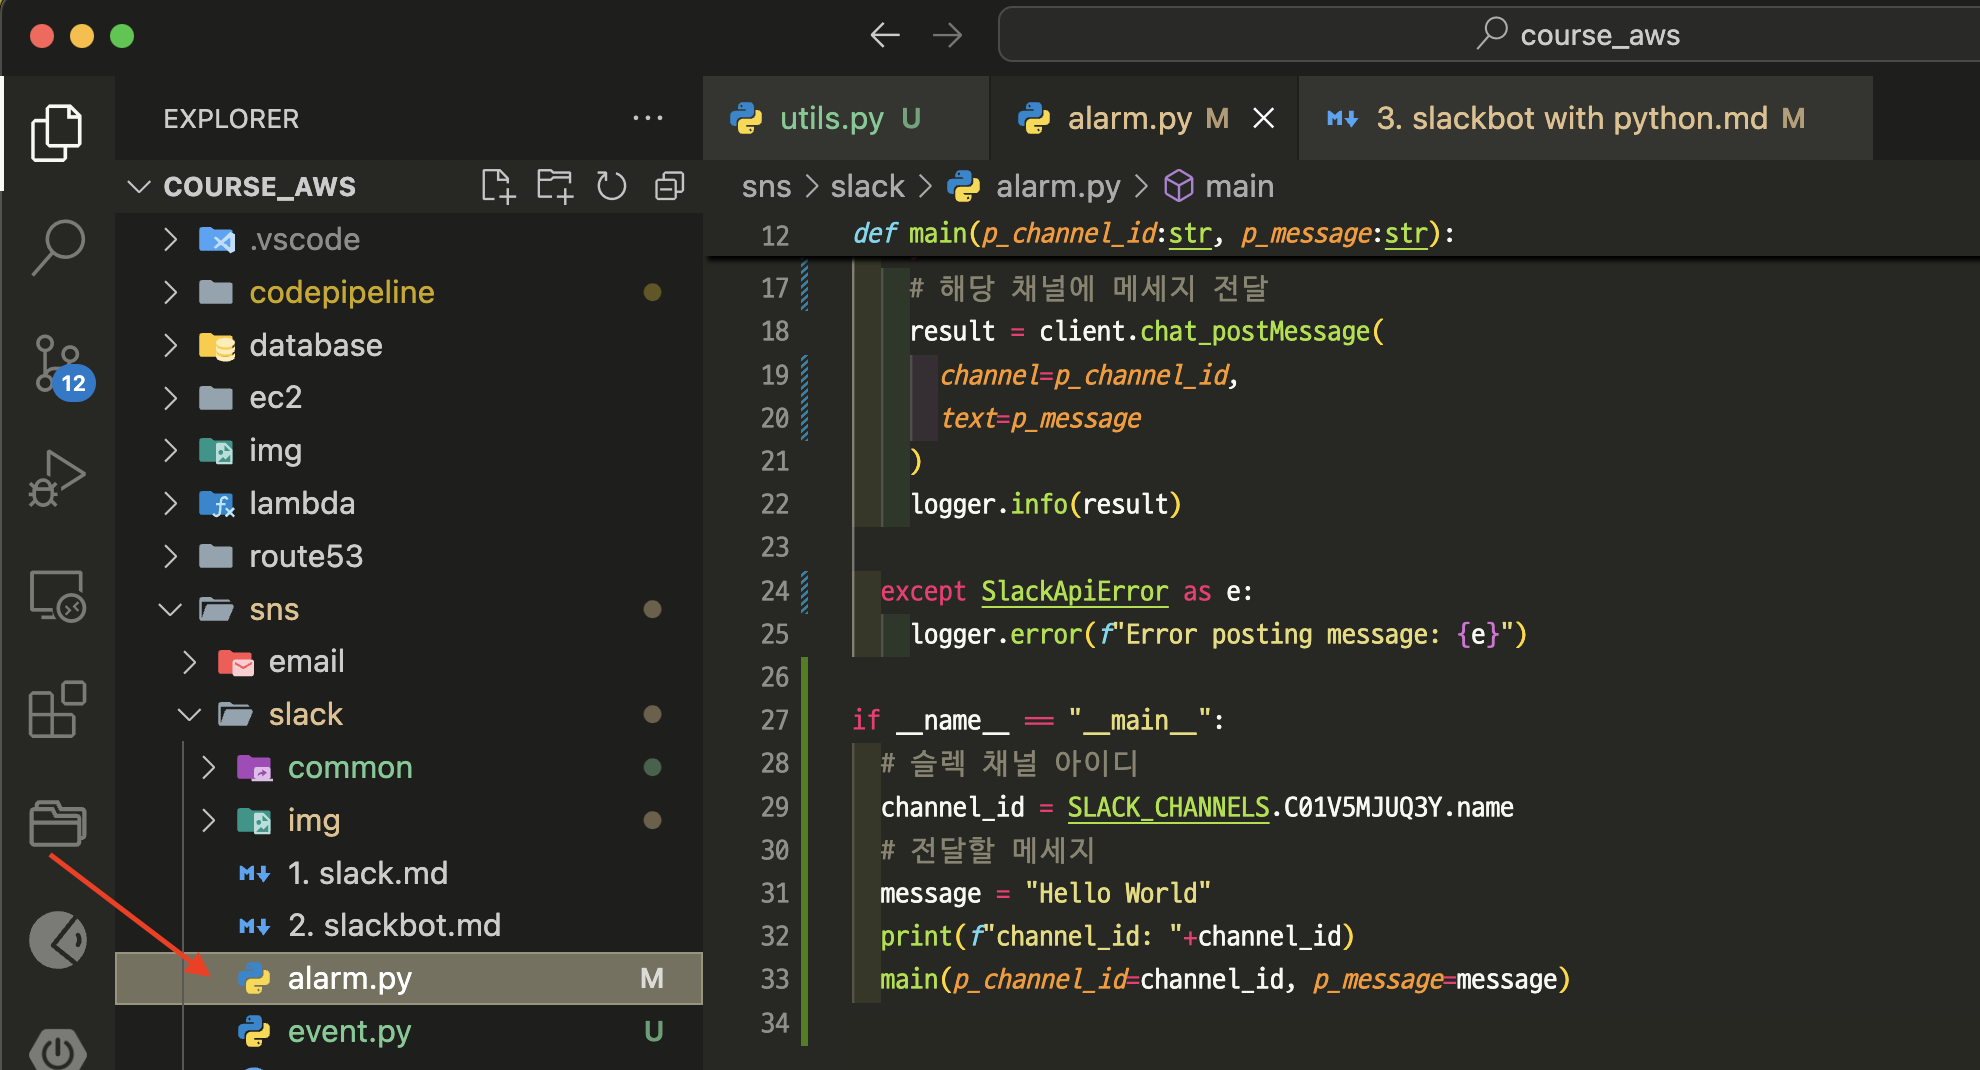 course_aws
EXPLORER
COURSE_AWS
.vscode
codepipeline
database
ec2
img
lambda
route53
sns
email
slack
common
img
1. slack.md
2. slackbot.md
alarm.py M
event.py U
12
utils.py U
alarm.py M
3. slackbot with python.md M
sns > slack > alarm.py > main
12 def main(p_channel_id:str, p_message:str):
17 # 해당 채널에 메세지 전달
18 result = client.chat_postMessage(
19 channel=p_channel_id,
20 text=p_message
21 )
22 logger.info(result)
23
24 except SlackApiError as e:
25 logger.error(f"Error posting message: {e}")
26
27 if __name__ == "__main__":
28 # 슬렉 채널 아이디
29 channel_id = SLACK_CHANNELS.C01V5MJUQ3Y.name
30 # 전달할 메세지
31 message = "Hello World"
32 print(f"channel_id: "+channel_id)
33 main(p_channel_id=channel_id, p_message=message)
34